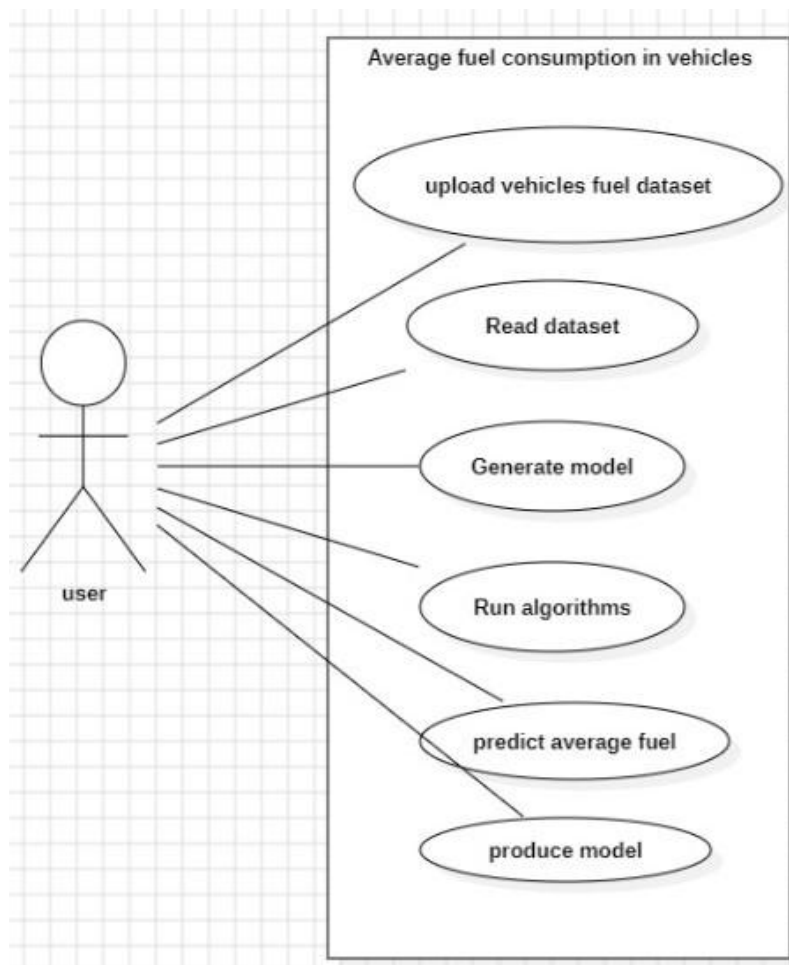 Average fuel consumption in vehicles
upload vehicles fuel dataset
Read dataset
Generate model
Run algorithms
user
predict average fuel
produce model